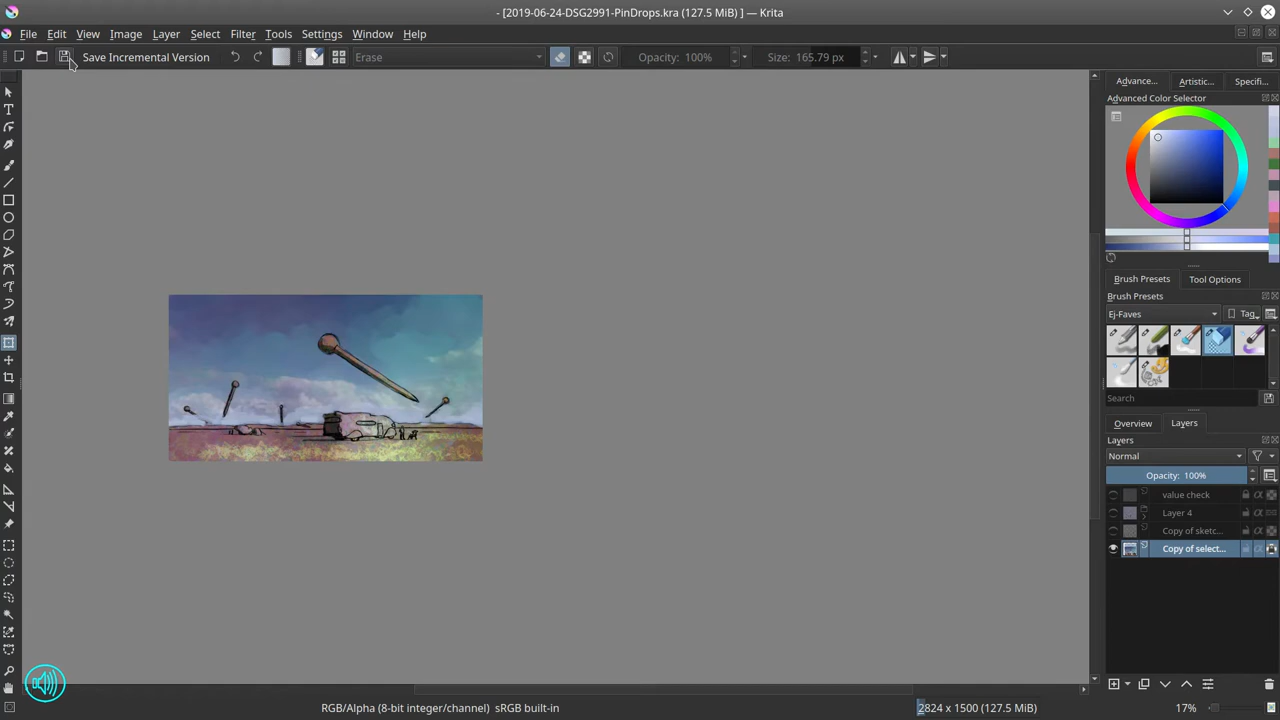 - [2019-06-24-DSG2991-PinDrops.kra (127.5 MiB) ] — Krita
File Edit View Image Layer Select Filter Tools Settings Window Help
Save Incremental Version Erase Opacity: 100% Size: 165.79 px
Advance... Artistic... Specifi...
Advanced Color Selector
Brush Presets Tool Options
Brush Presets
Ej-Faves Tag
Search
Overview Layers
Layers
Normal
Opacity: 100%
value check
Layer 4
Copy of sketc...
Copy of select...
RGB/Alpha (8-bit integer/channel) sRGB built-in 2824 x 1500 (127.5 MiB) 17%